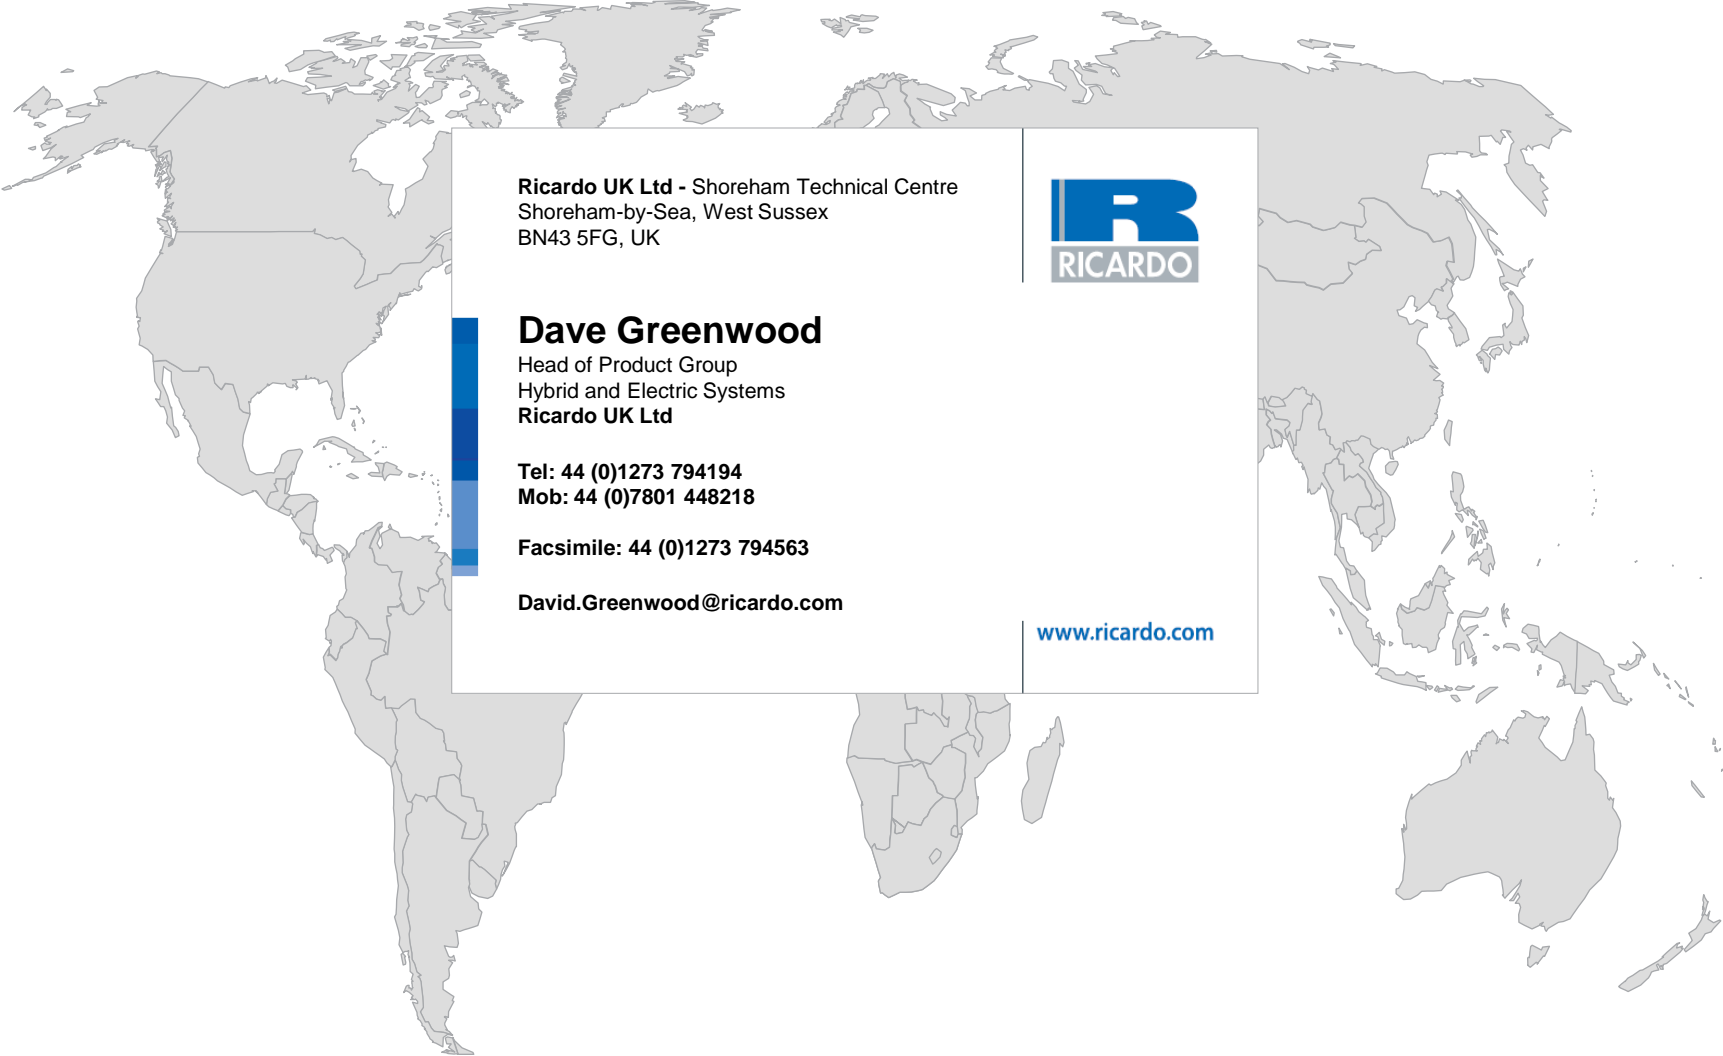 Ricardo UK Ltd - Shoreham Technical Centre
Shoreham-by-Sea, West Sussex
BN43 5FG, UK
RICARDO
Dave Greenwood
Head of Product Group
Hybrid and Electric Systems
Ricardo UK Ltd
Tel: 44 (0)1273 794194
Mob: 44 (0)7801 448218
Facsimile: 44 (0)1273 794563
David.Greenwood@ricardo.com
www.ricardo.com